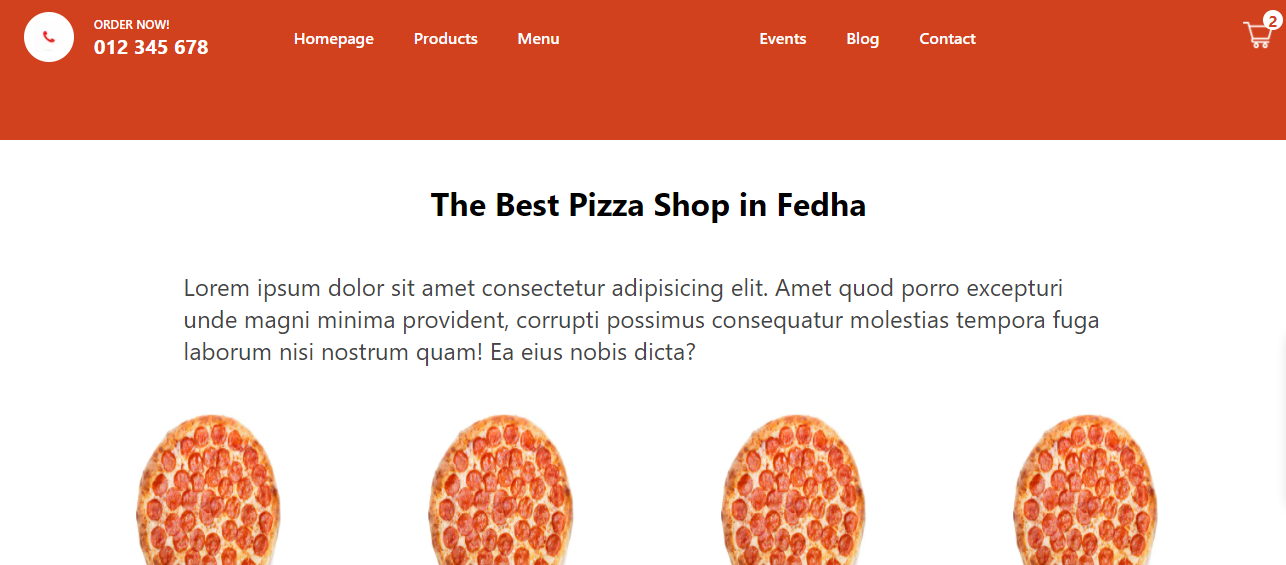 ORDER NOW!
012 345 678
Homepage
Products
Menu
Events
Blog
Contact
2
The Best Pizza Shop in Fedha
Lorem ipsum dolor sit amet consectetur adipisicing elit. Amet quod porro excepturi
unde magni minima provident, corrupti possimus consequatur molestias tempora fuga
laborum nisi nostrum quam! Ea eius nobis dicta?